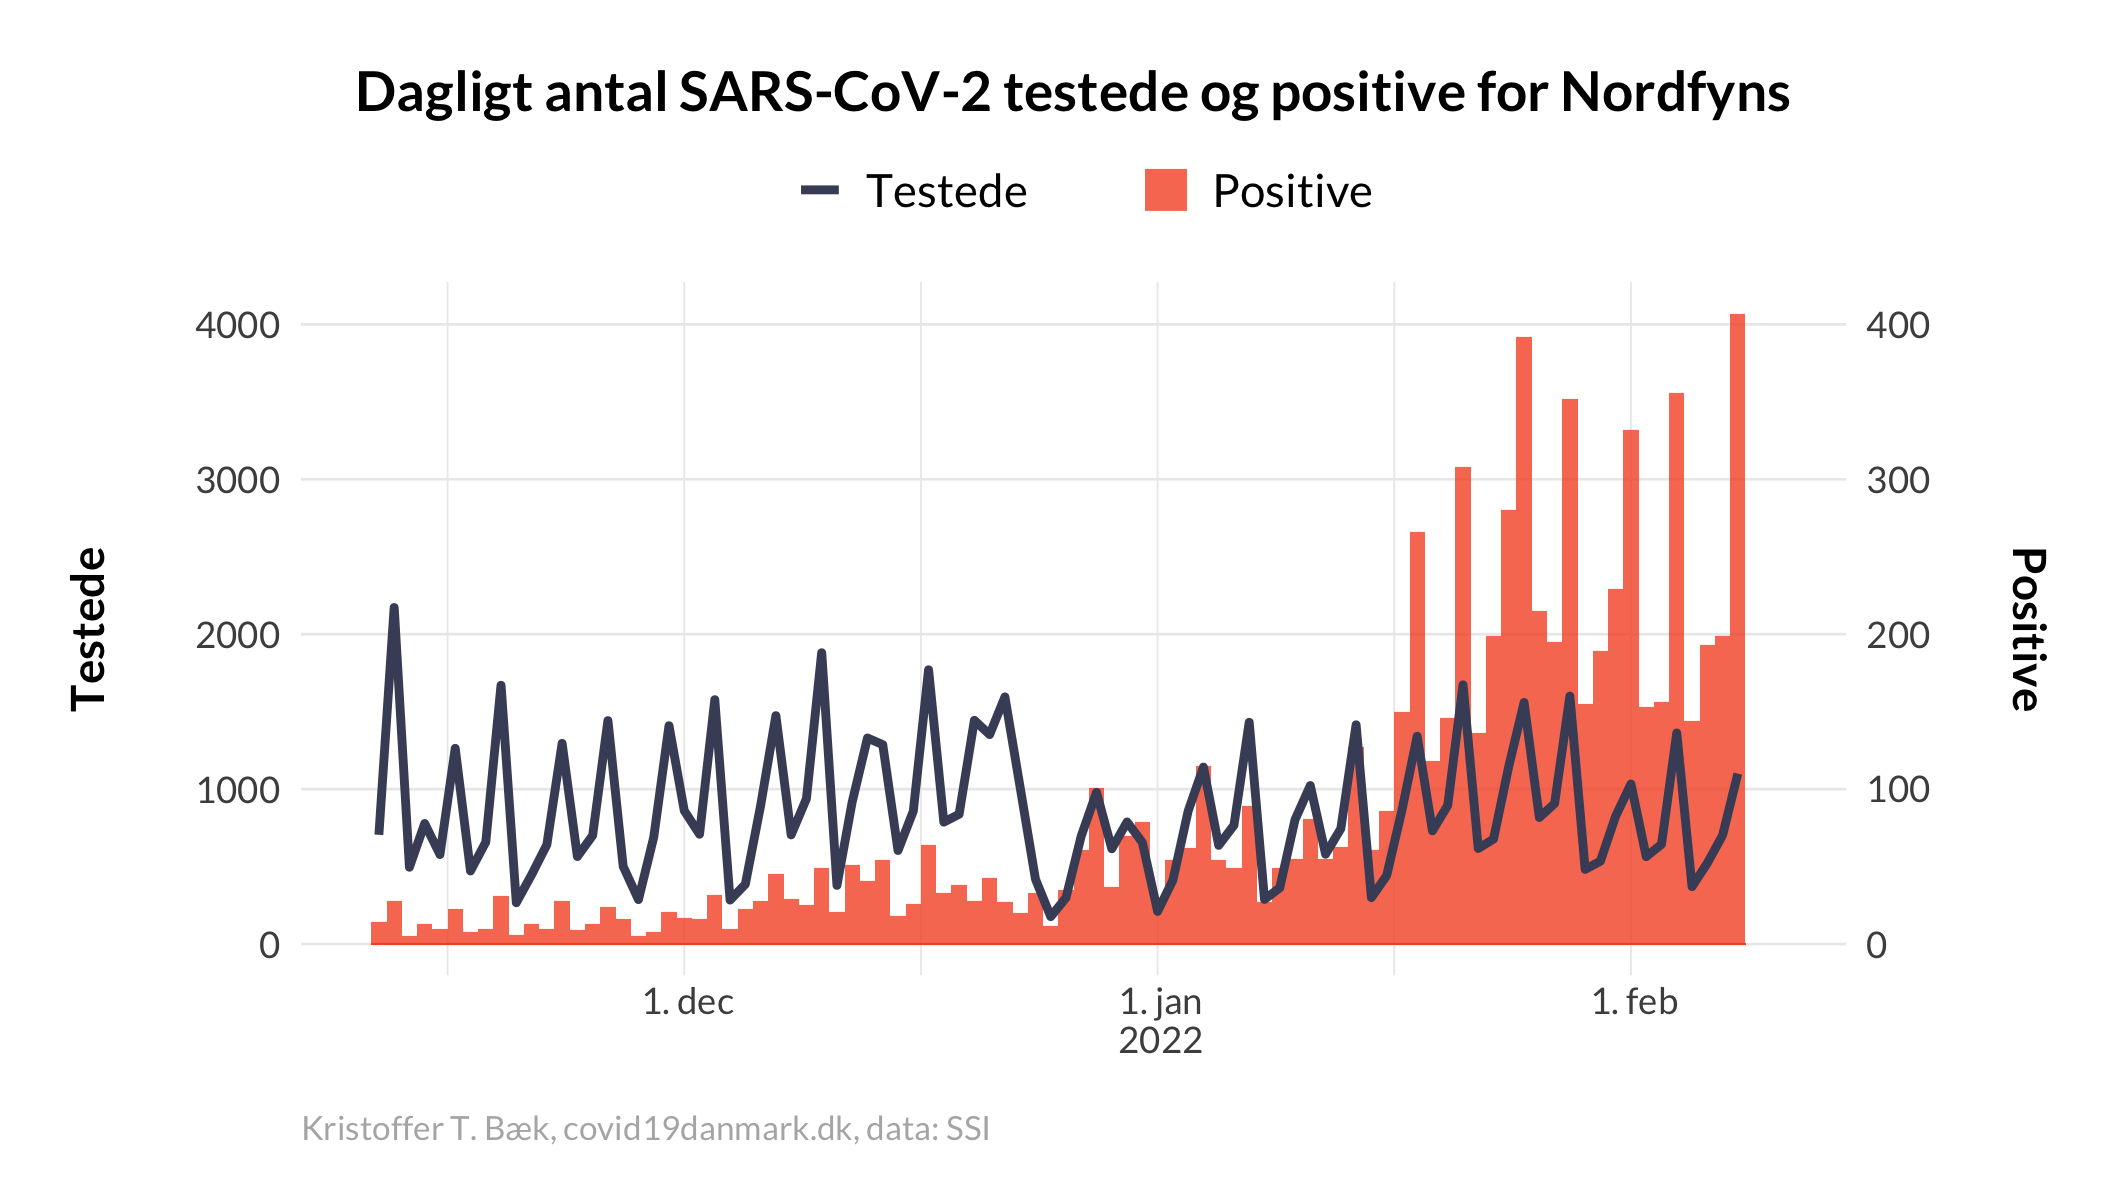 Dagligt antal SARS-CoV-2 testede og positive for Nordfyns
Testede
Positive
4000
3000
2000
1000
0
400
300
200
100
0
Testede
Positive
1. dec
1. jan
2022
1. feb
Kristoffer T. Bæk, covid19danmark.dk, data: SSI